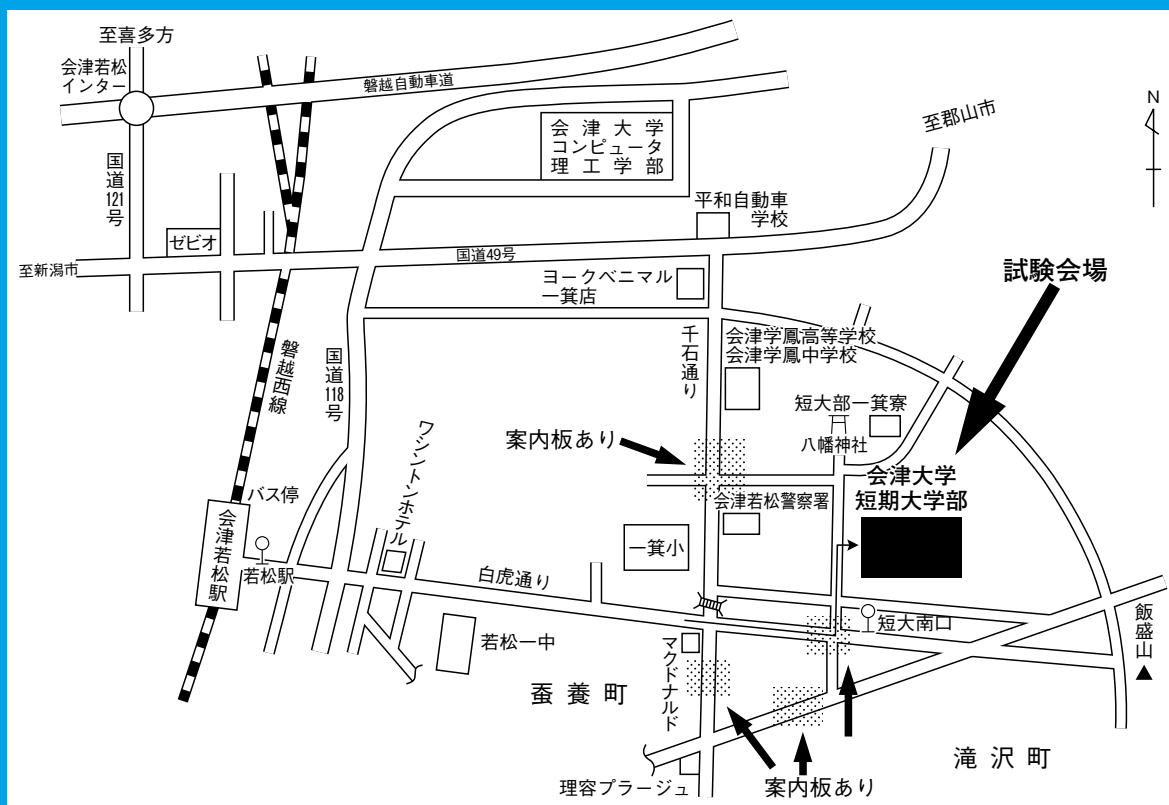 至喜多方
会津若松
インター
磐越自動車道
国道121号
会津大学
コンピュータ
理工学部
至郡山市
N
平和自動車
学校
ゼビオ
国道49号
至新潟市
ヨークベニマル
一箕店
試験会場
磐越西線
国道118号
千石通り
会津学鳳高等学校
会津学鳳中学校
短大部一箕寮
八幡神社
案内板あり
ワシントンホテル
会津大学
短期大学部
バス停
会津若松駅
会津若松警察署
一箕小
若松駅
白虎通り
短大南口
飯盛山
若松一中
マクドナルド
蚕養町
滝沢町
理容プラージュ
案内板あり